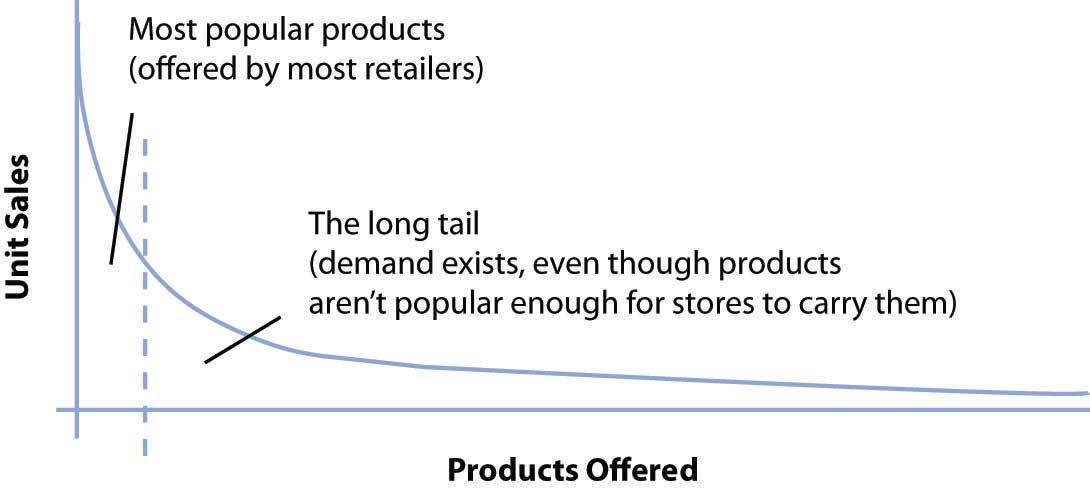 Most popular products
(offered by most retailers)
Unit Sales
The long tail
(demand exists, even though products
aren’t popular enough for stores to carry them)
Products Offered